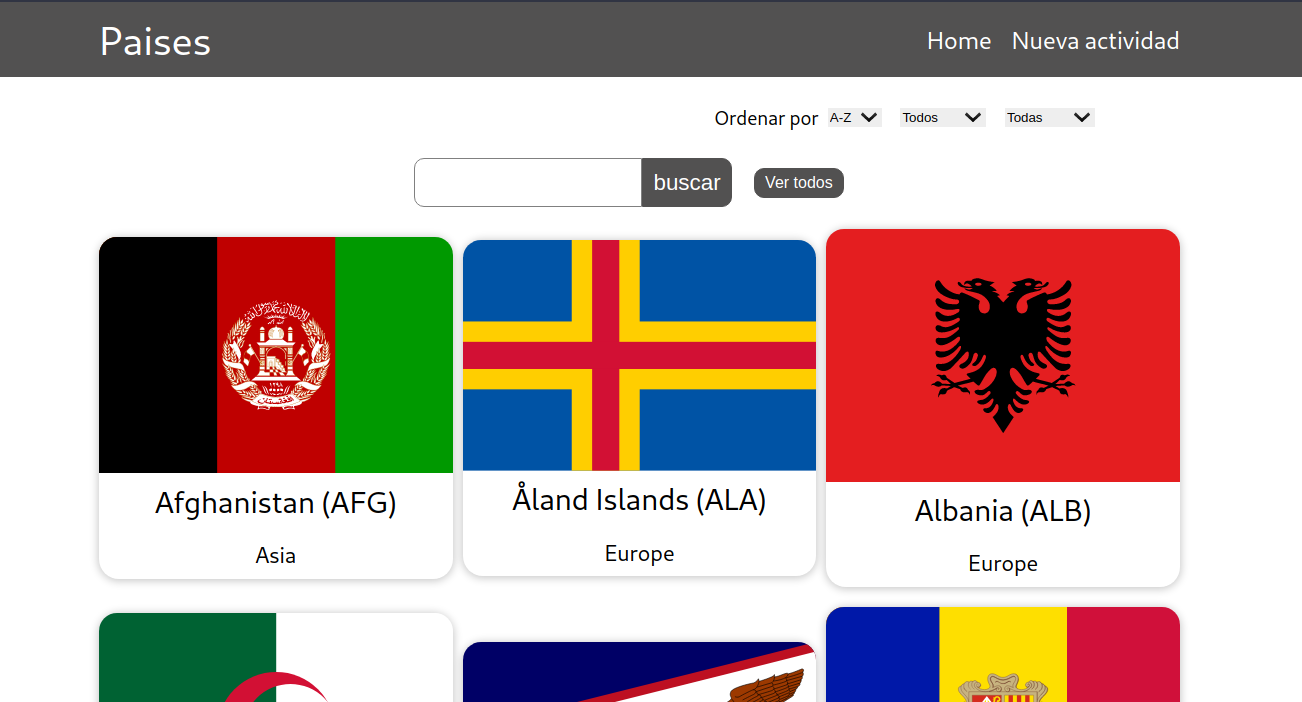 Paises
Home Nueva actividad
Ordenar por A-Z Todos Todas
buscar Ver todos
Afghanistan (AFG)
Asia
Åland Islands (ALA)
Europe
Albania (ALB)
Europe